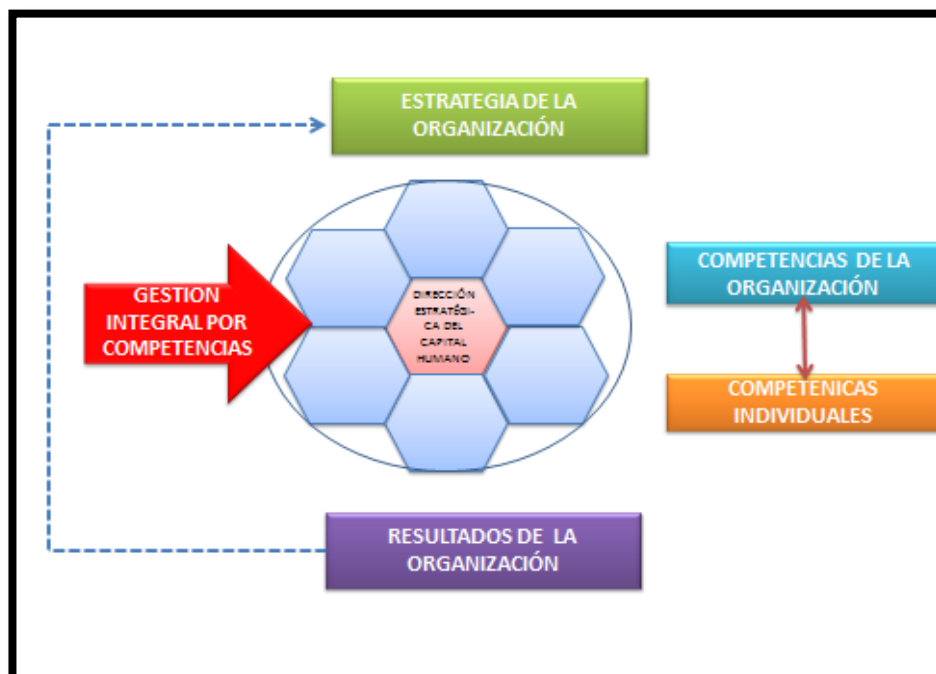 ESTRATEGIA DE LA
ORGANIZACIÓN
GESTION
INTEGRAL POR
COMPETENCIAS
DIRECCIÓN
ESTRATÉGI-
CA DEL
CAPITAL
HUMANO
COMPETENCIAS DE LA
ORGANIZACIÓN
COMPETENICAS
INDIVIDUALES
RESULTADOS DE LA
ORGANIZACIÓN